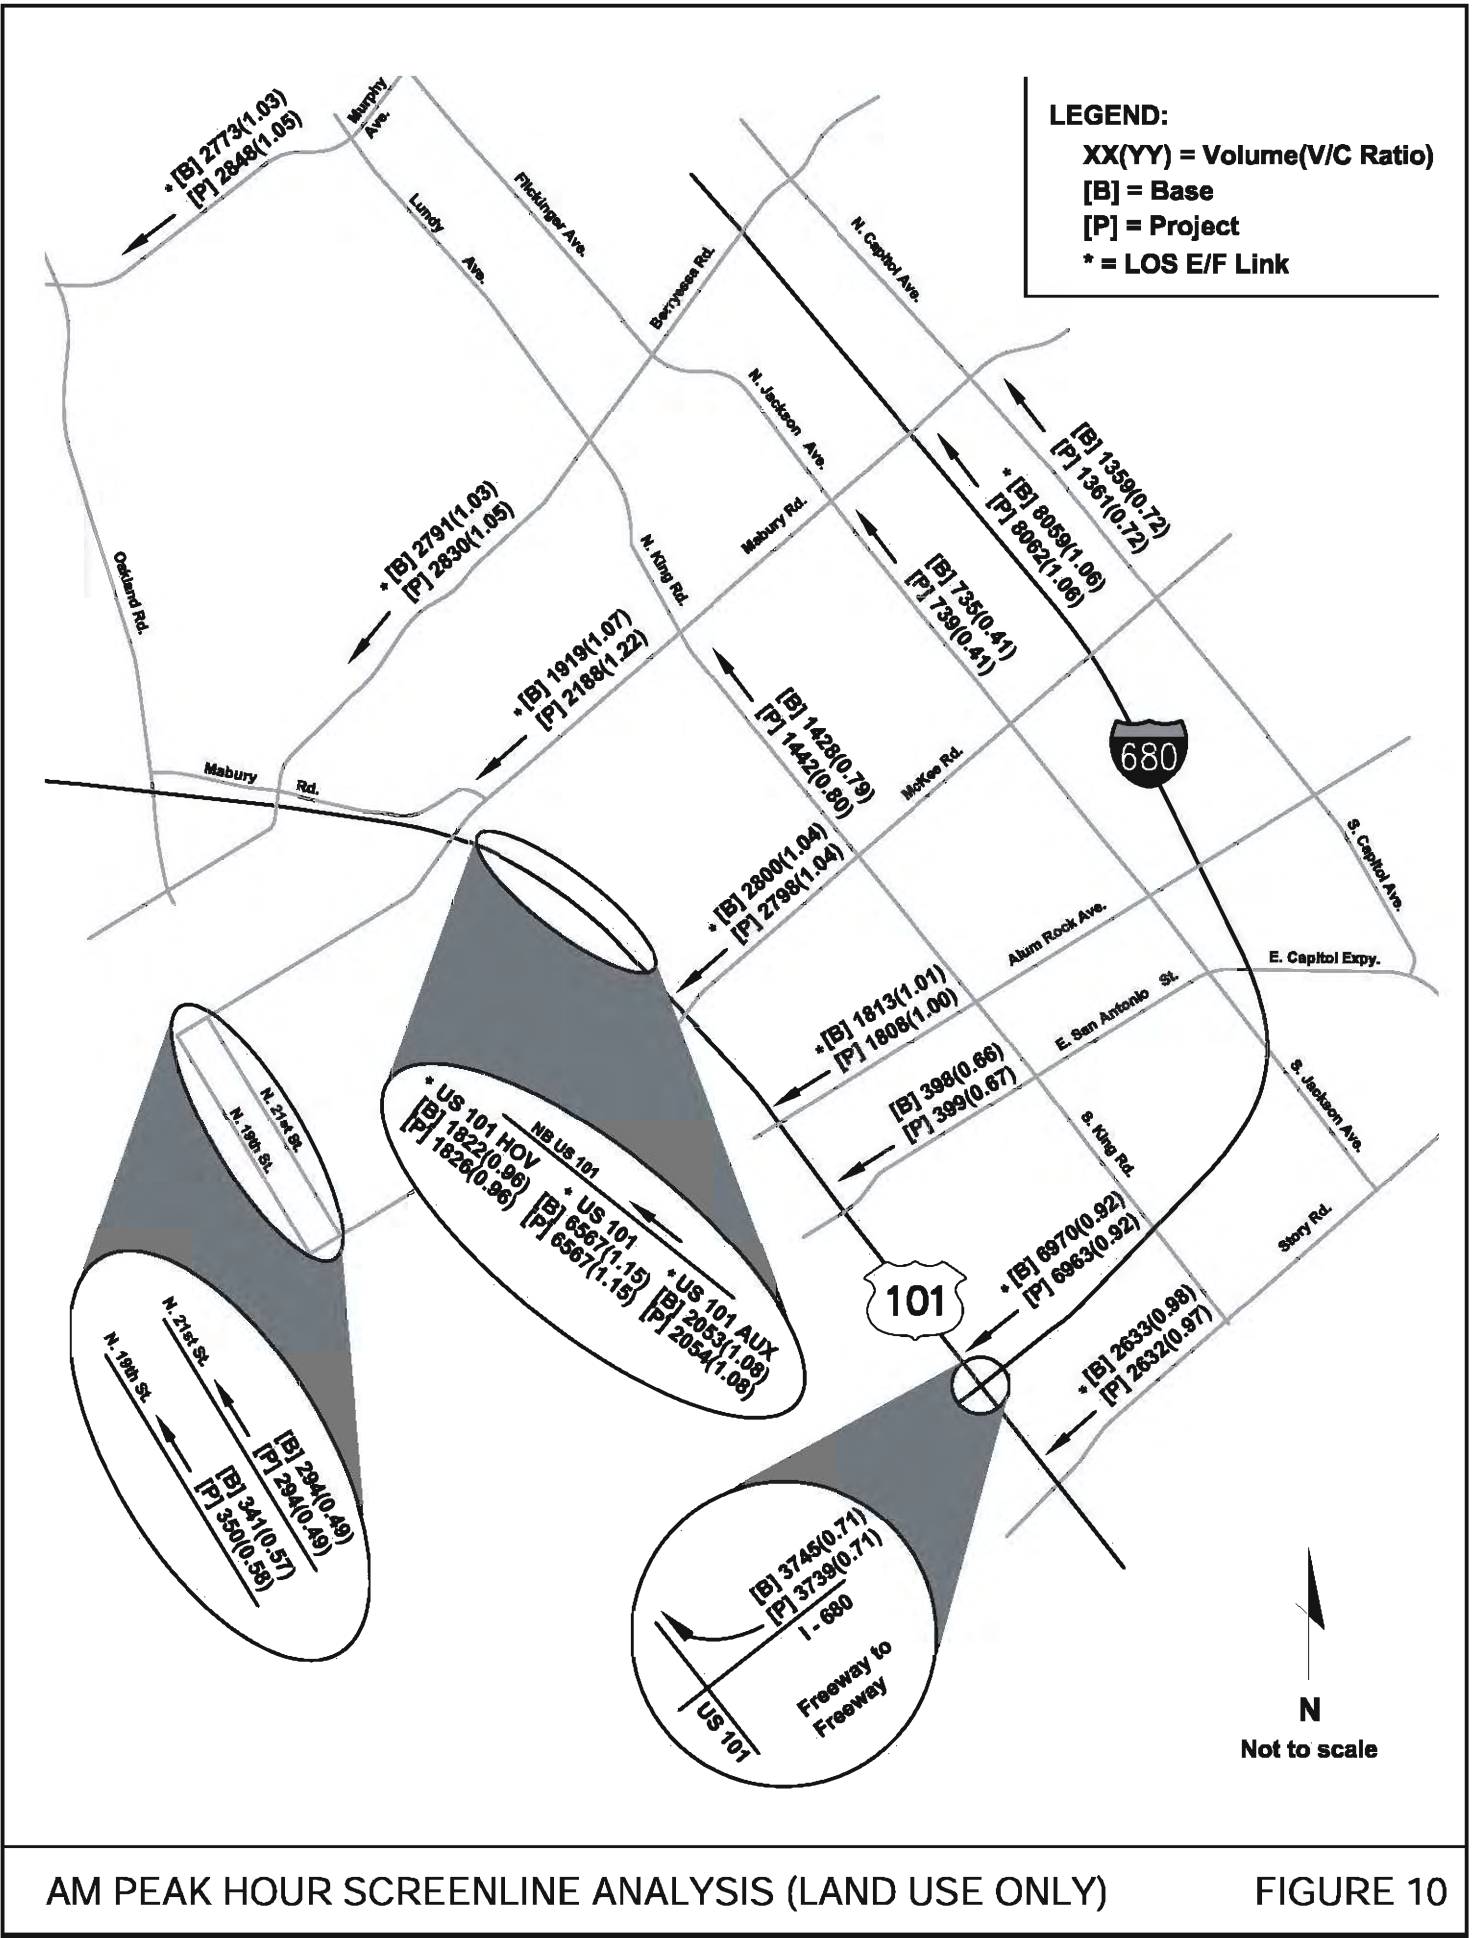 LEGEND:
XX(YY) = Volume(V/C Ratio)
[B] = Base
[P] = Project
* = LOS E/F Link
Murphy
Ave.
* [B] 2773(1.03)
[P] 2848(1.05)
Lundy
Ave.
Flickinger Ave.
Berryessa Rd.
N. Capitol Ave.
N. Jackson Ave.
Mabury Rd.
[B] 1359(0.72)
[P] 1361(0.72)
* [B] 8059(1.06)
[P] 8062(1.06)
[B] 735(0.41)
[P] 739(0.41)
* [B] 2791(1.03)
[P] 2830(1.05)
Oakland Rd.
N. King Rd.
* [B] 1919(1.07)
[P] 2188(1.22)
[B] 1428(0.79)
[P] 1442(0.80)
680
McKee Rd.
Mabury Rd.
* [B] 2800(1.04)
[P] 2798(1.04)
S. Capitol Ave.
Alum Rock Ave.
E. Capitol Expy.
* [B] 1813(1.01)
[P] 1808(1.00)
E. San Antonio St.
[B] 398(0.66)
[P] 399(0.67)
S. Jackson Ave.
S. King Rd.
N. 21st St.
N. 19th St.
* US 101 HOV
[B] 1822(0.96)
[P] 1826(0.96)
NB US 101
* US 101
[B] 6567(1.15)
[P] 6567(1.15)
* US 101 AUX
[B] 2053(1.08)
[P] 2054(1.08)
101
* [B] 6970(0.92)
[P] 6963(0.92)
Story Rd.
* [B] 2633(0.98)
[P] 2632(0.97)
N. 21st St.
N. 19th St.
[B] 294(0.49)
[P] 294(0.49)
[B] 341(0.57)
[P] 350(0.58)
[B] 3745(0.71)
[P] 3739(0.71)
I - 680
Freeway to
Freeway
US 101
N
Not to scale
AM PEAK HOUR SCREENLINE ANALYSIS (LAND USE ONLY)
FIGURE 10